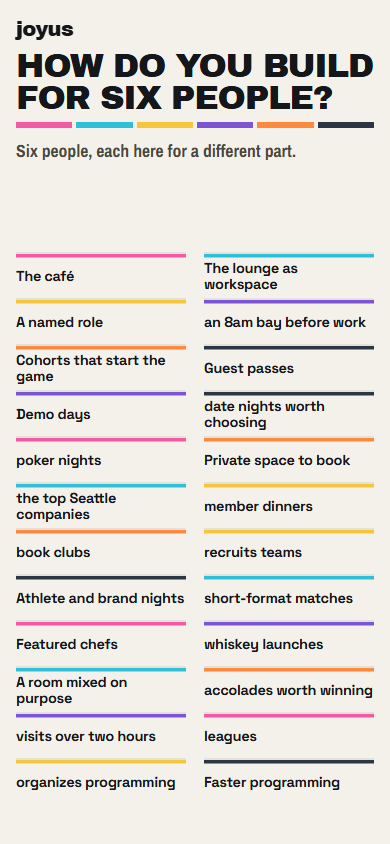 joyus
HOW DO YOU BUILD
FOR SIX PEOPLE?
Six people, each here for a different part.
The café
The lounge as
workspace
A named role
an 8am bay before work
Cohorts that start the
game
Guest passes
Demo days
date nights worth
choosing
poker nights
Private space to book
the top Seattle
companies
member dinners
book clubs
recruits teams
Athlete and brand nights
short-format matches
Featured chefs
whiskey launches
A room mixed on
purpose
accolades worth winning
visits over two hours
leagues
organizes programming
Faster programming